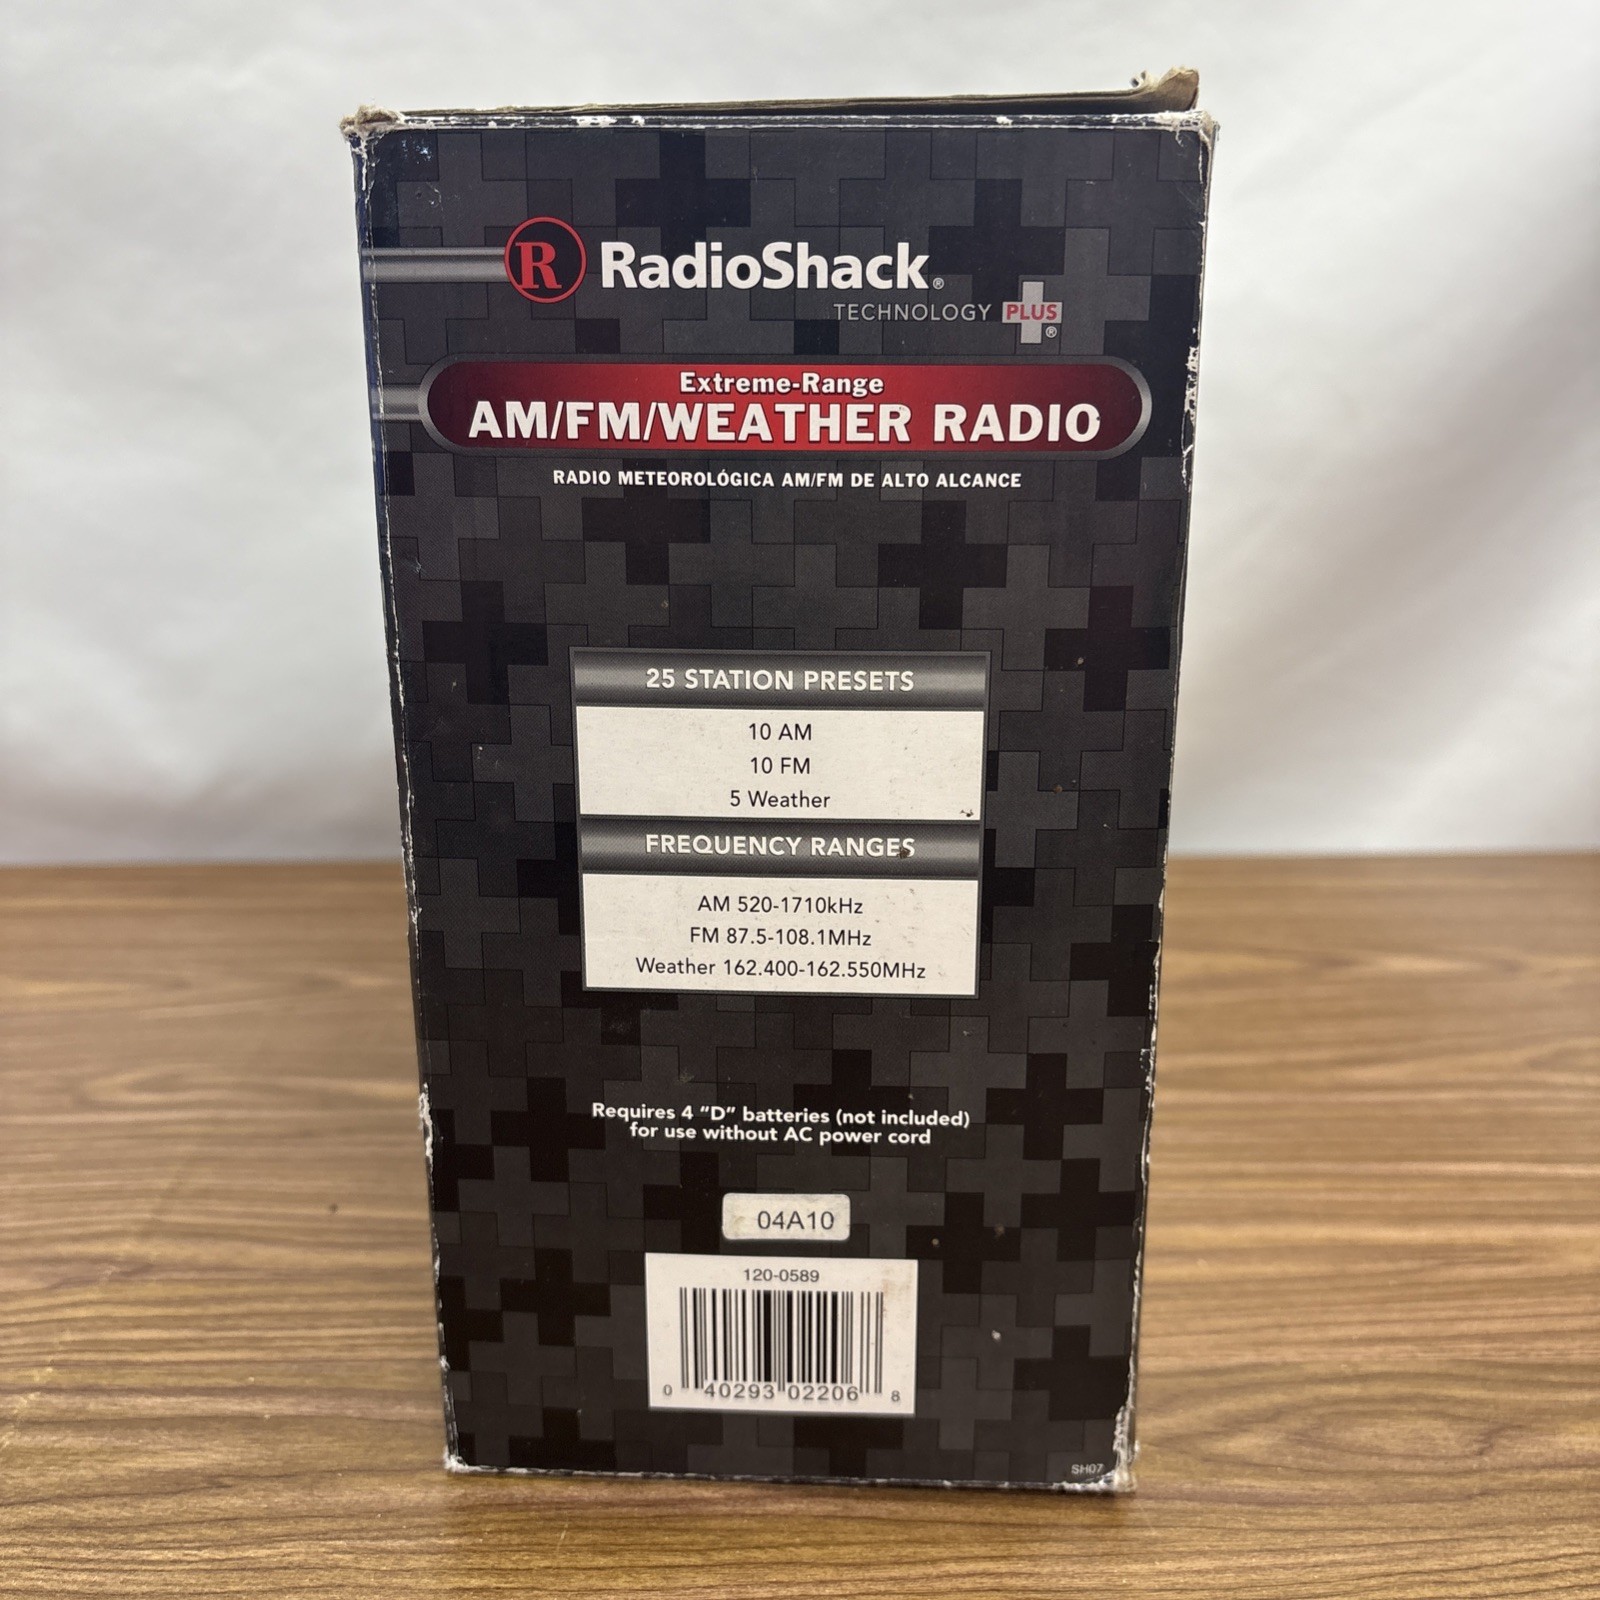 R RadioShack®
TECHNOLOGY PLUS®
Extreme-Range
AM/FM/WEATHER RADIO
RADIO METEOROLÓGICA AM/FM DE ALTO ALCANCE
25 STATION PRESETS
10 AM
10 FM
5 Weather
FREQUENCY RANGES
AM 520-1710kHz
FM 87.5-108.1MHz
Weather 162.400-162.550MHz
Requires 4 “D” batteries (not included)
for use without AC power cord
04A10
120-0589
0 40293 02206 8
SH07